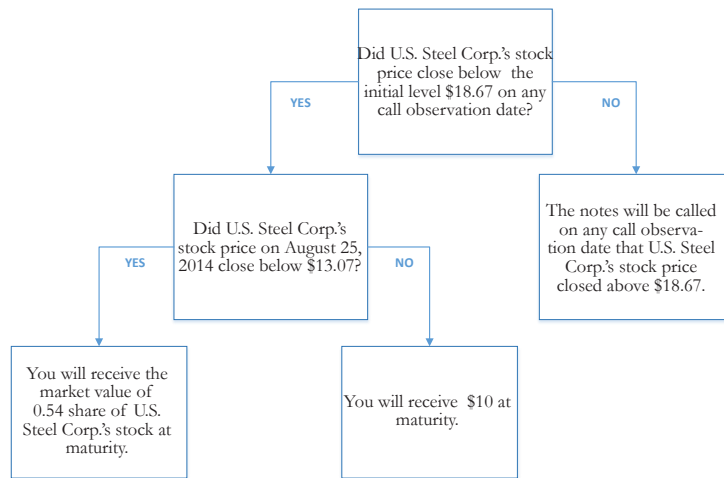 Did U.S. Steel Corp.'s stock
price close below the
initial level $18.67 on any
call observation date?
YES
NO
Did U.S. Steel Corp.'s
stock price on August 25,
2014 close below $13.07?
The notes will be called
on any call observa-
tion date that U.S. Steel
Corp.'s stock price
closed above $18.67.
YES
NO
You will receive the
market value of
0.54 share of U.S.
Steel Corp.'s stock at
maturity.
You will receive $10 at
maturity.